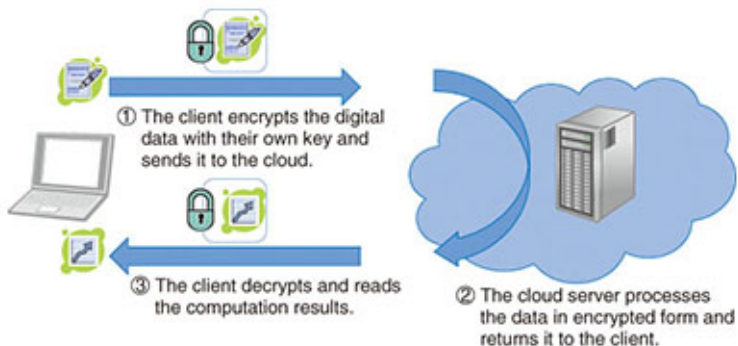 ① The client encrypts the digital
data with their own key and
sends it to the cloud.
② The cloud server processes
the data in encrypted form and
returns it to the client.
③ The client decrypts and reads
the computation results.